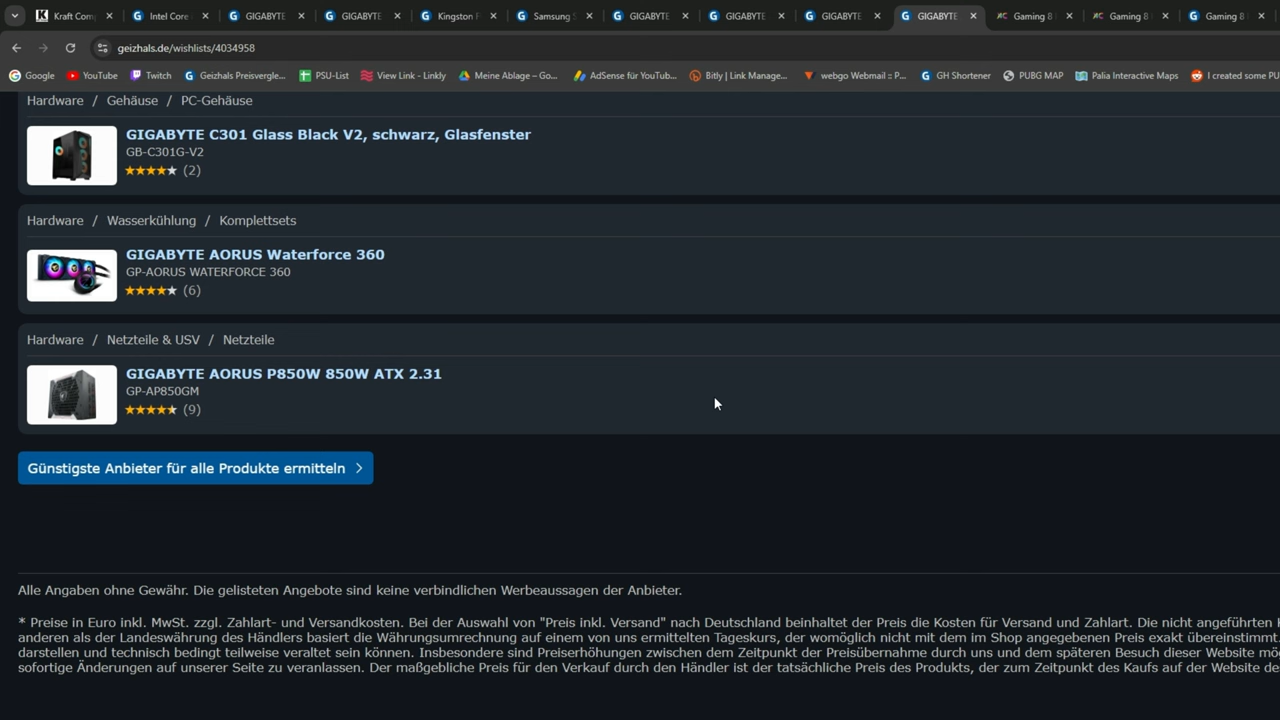 Kraft Comp
Intel Core
GIGABYTE
GIGABYTE
Kingston F
Samsung S
GIGABYTE
GIGABYTE
GIGABYTE
GIGABYTE
Gaming 8
Gaming 8
Gaming 8
geizhals.de/wishlists/4034958
Google
YouTube
Twitch
Geizhals Preisvergle...
PSU-List
View Link - Linkly
Meine Ablage – Go...
AdSense für YouTub...
Bitly | Link Manage...
webgo Webmail :: P...
GH Shortener
PUBG MAP
Palia Interactive Maps
I created some PU
Hardware / Gehäuse / PC-Gehäuse
GIGABYTE C301 Glass Black V2, schwarz, Glasfenster
GB-C301G-V2
★★★★★ (2)
Hardware / Wasserkühlung / Komplettsets
GIGABYTE AORUS Waterforce 360
GP-AORUS WATERFORCE 360
★★★★★ (6)
Hardware / Netzteile & USV / Netzteile
GIGABYTE AORUS P850W 850W ATX 2.31
GP-AP850GM
★★★★★ (9)
Günstigste Anbieter für alle Produkte ermitteln
Alle Angaben ohne Gewähr. Die gelisteten Angebote sind keine verbindlichen Werbeaussagen der Anbieter.
* Preise in Euro inkl. MwSt. zzgl. Zahlart- und Versandkosten. Bei der Auswahl von "Preis inkl. Versand" nach Deutschland beinhaltet der Preis die Kosten für Versand und Zahlart. Die nicht angeführten
anderen als der Landeswährung des Händlers basiert die Währungsumrechnung auf einem von uns ermittelten Tageskurs, der womöglich nicht mit dem im Shop angegebenen Preis exakt übereinstimmt.
darstellen und technisch bedingt teilweise veraltet sein können. Insbesondere sind Preiserhöhungen zwischen dem Zeitpunkt der Preisübernahme durch uns und dem späteren Besuch dieser Website mö
sofortige Änderungen auf unserer Seite zu veranlassen. Der maßgebliche Preis für den Verkauf durch den Händler ist der tatsächliche Preis des Produkts, der zum Zeitpunkt des Kaufs auf der Website de